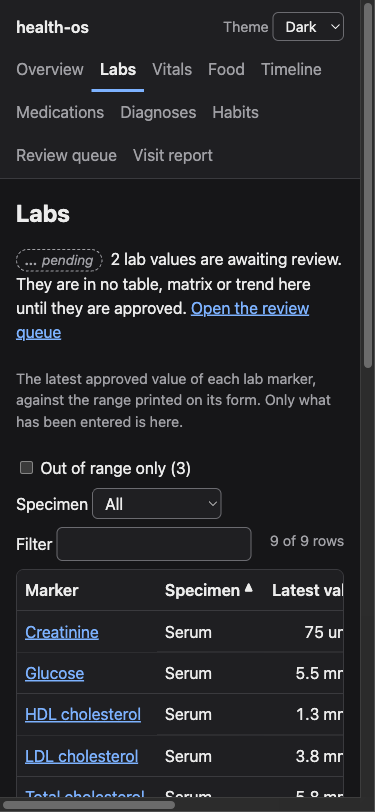 health-os
Theme Dark
Overview Labs Vitals Food Timeline
Medications Diagnoses Habits
Review queue Visit report
Labs
... pending 2 lab values are awaiting review.
They are in no table, matrix or trend here
until they are approved. Open the review
queue
The latest approved value of each lab marker,
against the range printed on its form. Only what
has been entered is here.
Out of range only (3)
Specimen All
Filter 9 of 9 rows
Marker Specimen Latest
Creatinine Serum 75
Glucose Serum 5.5
HDL cholesterol Serum 1.3
LDL cholesterol Serum 3.8
Total cholesterol Serum 5.8